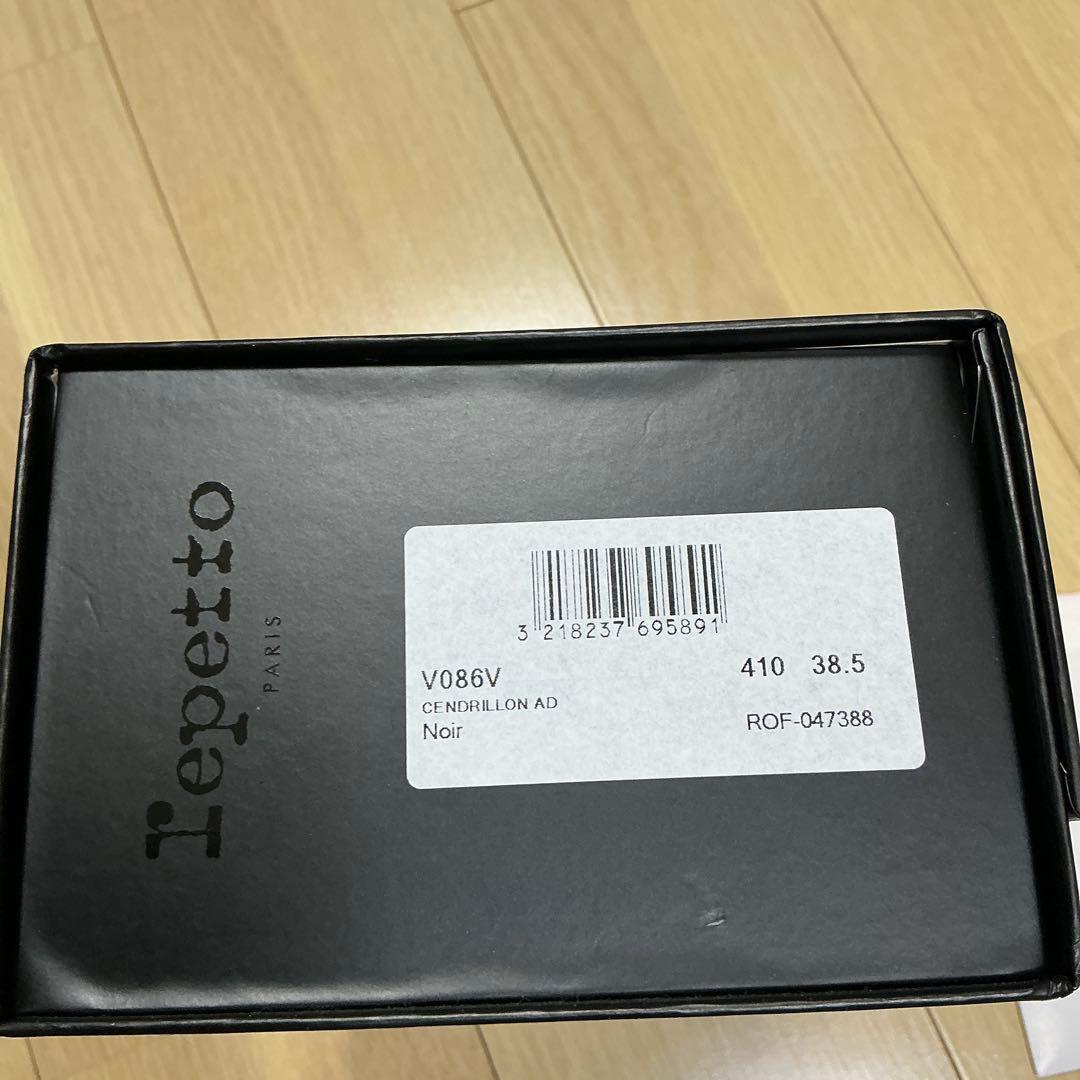 repetto
PARIS
3 218237 695891
V086V 410 38.5
CENDRILLON AD
Noir ROF-047388